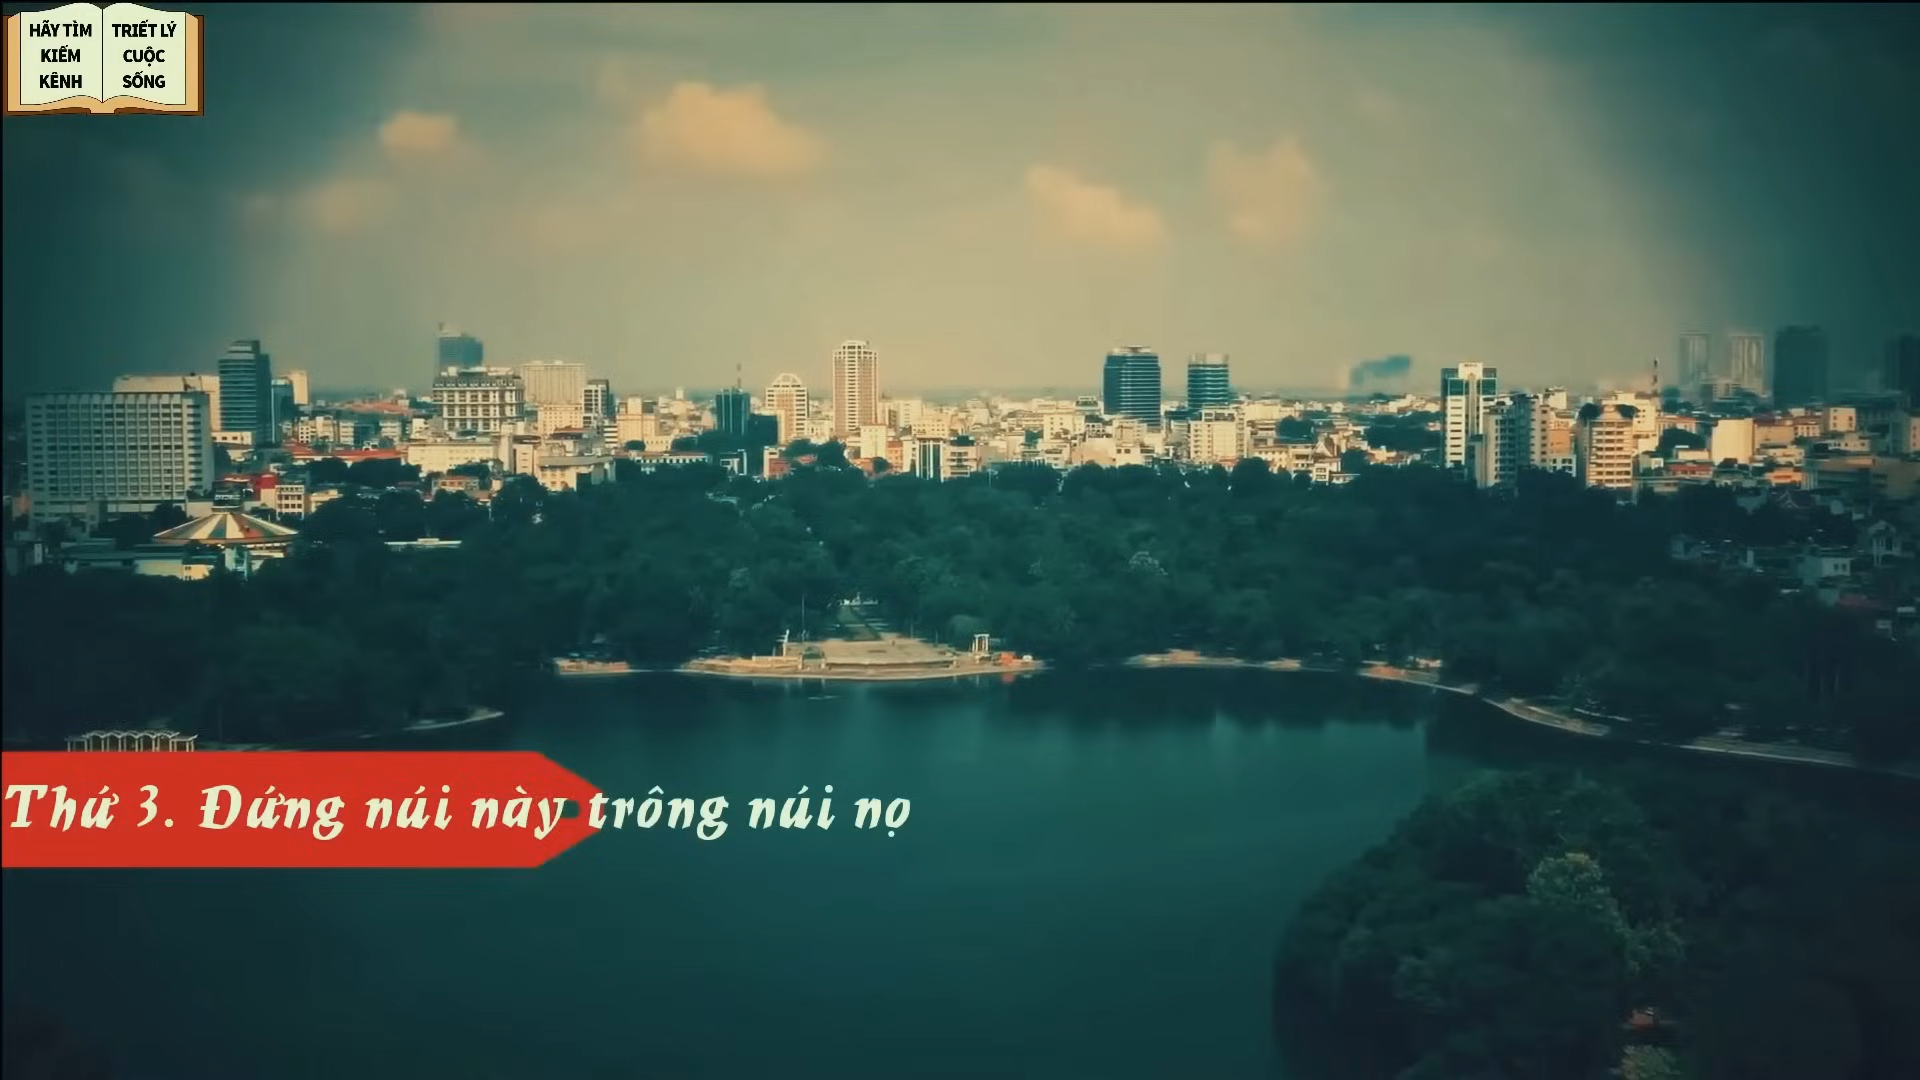 HÃY TÌM
KIẾM
KÊNH
TRIẾT LÝ
CUỘC
SỐNG
Thứ 3. Đứng núi này trông núi nọ